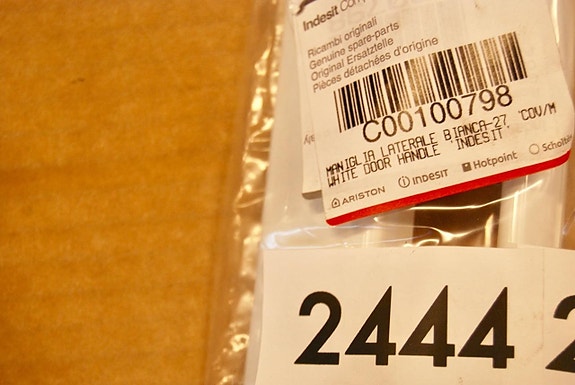 Indesit
Ricambi originali
Genuine spare-parts
Original Ersatzteile
Pièces détachées d'origine
C00100798
MANIGLIA LATERALE BIANCA-27 'COV/M
WHITE DOOR HANDLE 'INDESIT'
ARISTON INDESIT Hotpoint Scholtès
2444